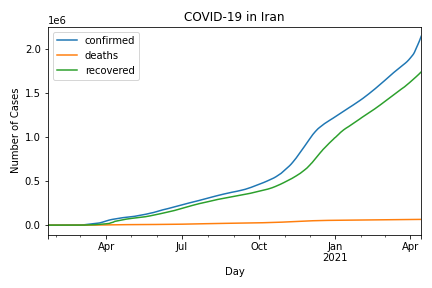 COVID-19 in Iran
1e6
confirmed
deaths
recovered
2.0
1.5
1.0
0.5
0.0
Number of Cases
Apr
Jul
Oct
Jan
2021
Apr
Day